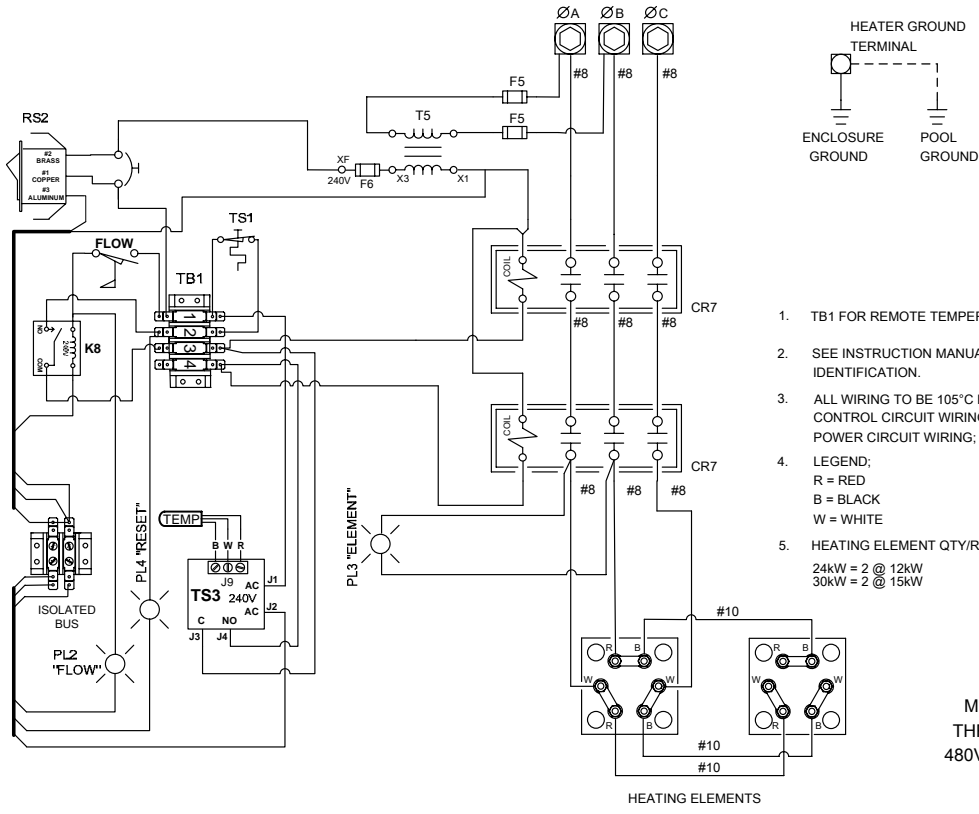 ØA ØB ØC
#8 #8 #8
F5
F5
T5
XF
240V
F6
X3
X1
RS2
#2
BRASS
#1
COPPER
#3
ALUMINUM
FLOW
TS1
TB1
1
2
3
4
NO
COM
240V
K8
COIL
CR7
#8 #8 #8
COIL
CR7
#8 #8 #8
PL3 "ELEMENT"
PL4 "RESET"
TEMP
B W R
J9
TS3
240V
AC
AC
J1
J2
C NO
J3 J4
ISOLATED
BUS
PL2
"FLOW"
#10
R B
W W
R B
R B
W W
R B
#10
#10
HEATING ELEMENTS
HEATER GROUND
TERMINAL
ENCLOSURE
GROUND
POOL
GROUND
1. TB1 FOR REMOTE TEMPER
2. SEE INSTRUCTION MANUA
IDENTIFICATION.
3. ALL WIRING TO BE 105°C
CONTROL CIRCUIT WIRING
POWER CIRCUIT WIRING;
4. LEGEND;
R = RED
B = BLACK
W = WHITE
5. HEATING ELEMENT QTY/R
24kW = 2 @ 12kW
30kW = 2 @ 15kW
M
THE
480V